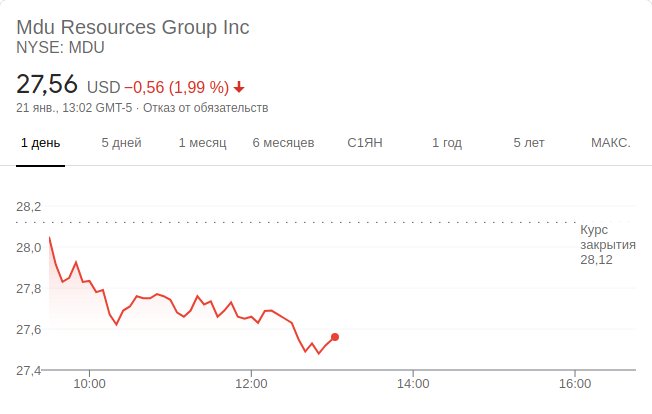 Mdu Resources Group Inc
NYSE: MDU
27,56 USD −0,56 (1,99 %)
21 янв., 13:02 GMT-5 · Отказ от обязательств
1 день 5 дней 1 месяц 6 месяцев С1ЯН 1 год 5 лет МАКС.
28,2
Курс
закрытия
28,12
28,0
27,8
27,6
27,4
10:00 12:00 14:00 16:00